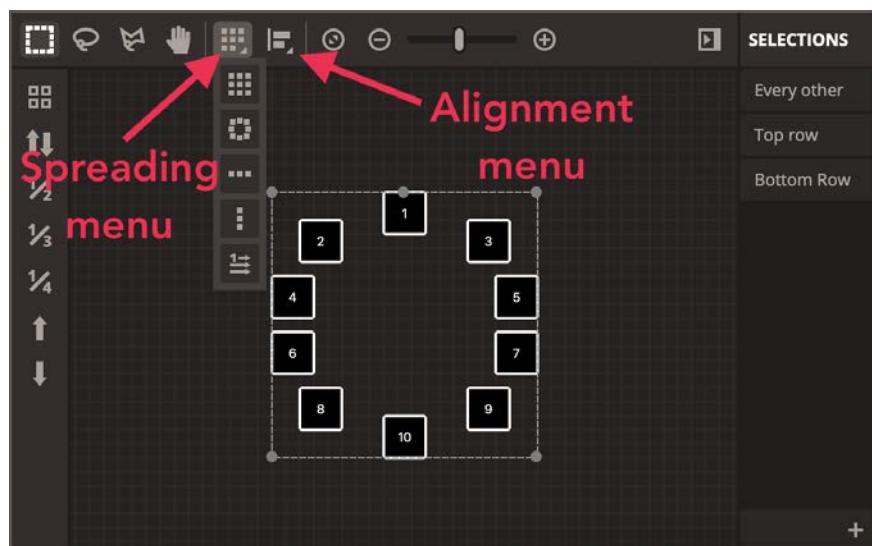 SELECTIONS
Every other
Top row
Bottom Row
Alignment
menu
Spreading
menu
1/2
1/3
1/4
1
1
2
3
4
5
6
7
8
9
10